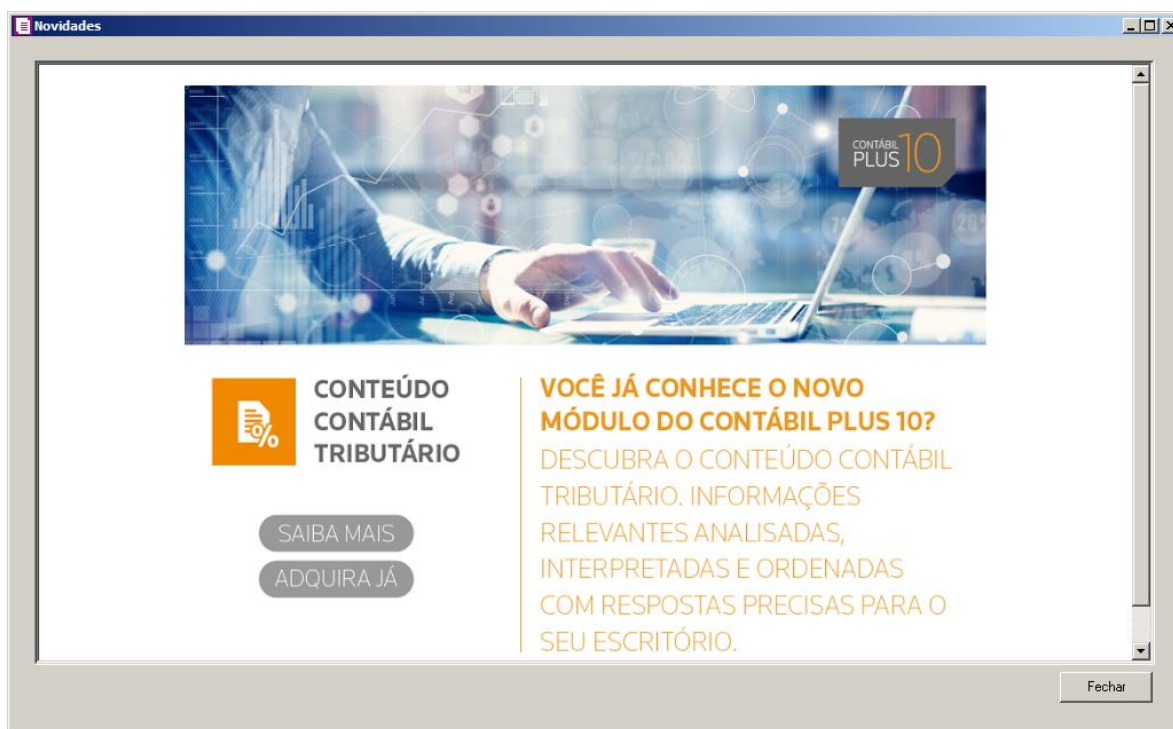 Novidades
CONTÁBIL
PLUS 10
CONTEÚDO
CONTÁBIL
TRIBUTÁRIO
SAIBA MAIS
ADQUIRA JÁ
VOCÊ JÁ CONHECE O NOVO
MÓDULO DO CONTÁBIL PLUS 10?
DESCUBRA O CONTEÚDO CONTÁBIL
TRIBUTÁRIO. INFORMAÇÕES
RELEVANTES ANALISADAS,
INTERPRETADAS E ORDENADAS
COM RESPOSTAS PRECISAS PARA O
SEU ESCRITÓRIO.
Fechar